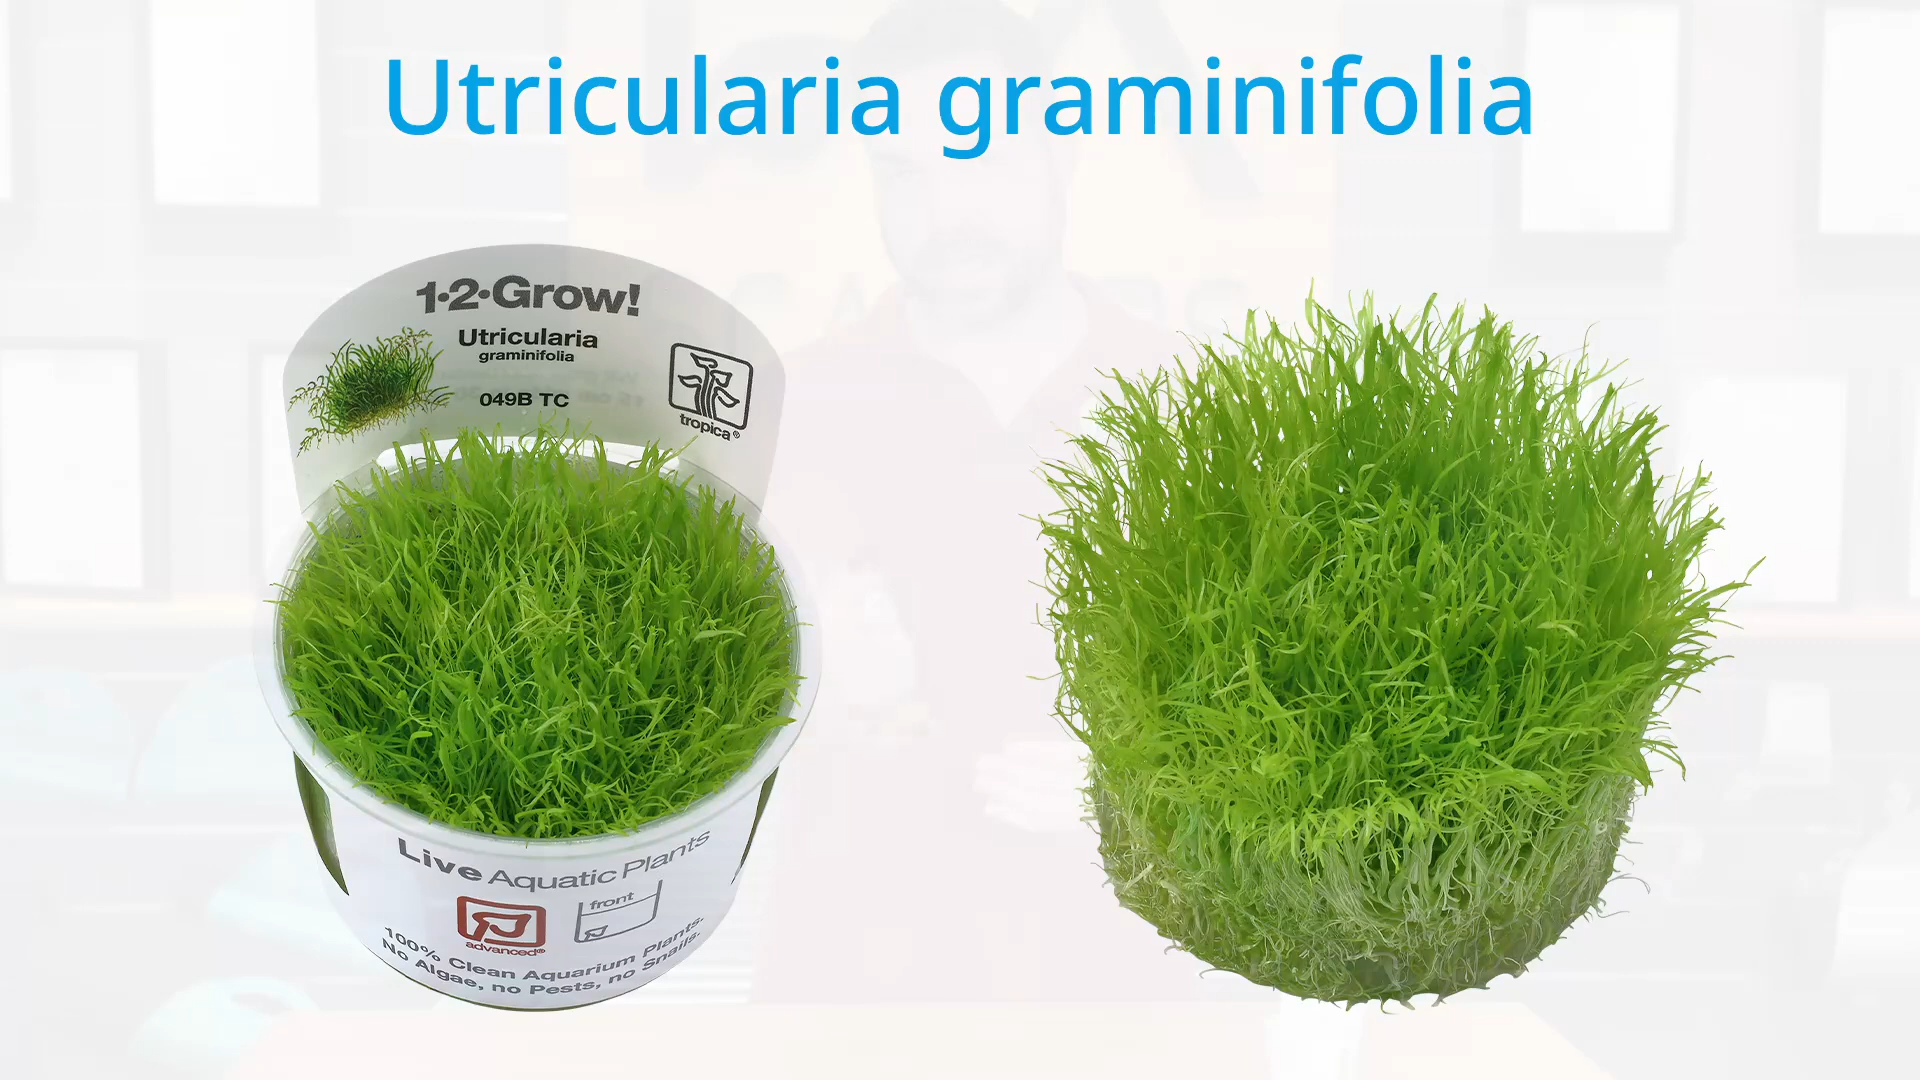 Utricularia graminifolia
1·2·Grow!
Utricularia
graminifolia
049B TC
tropica®
Live Aquatic Plants
front
advanced®
100% Clean Aquarium Plants.
No Algae, no Pests, no Snails.